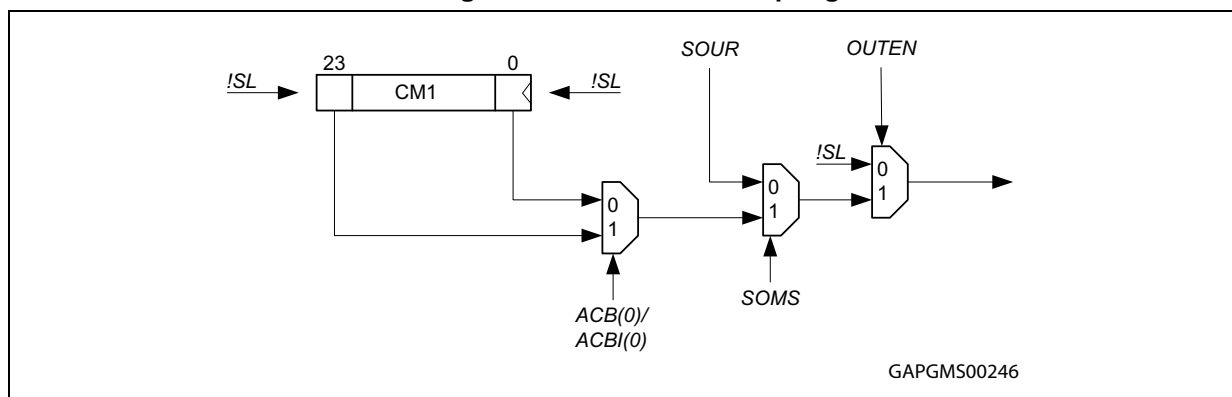 SOUR OUTEN
23 0
!SL CM1 !SL
!SL
0
1
0
1
0
1
SOMS
ACB(0)/
ACBI(0)
GAPGMS00246